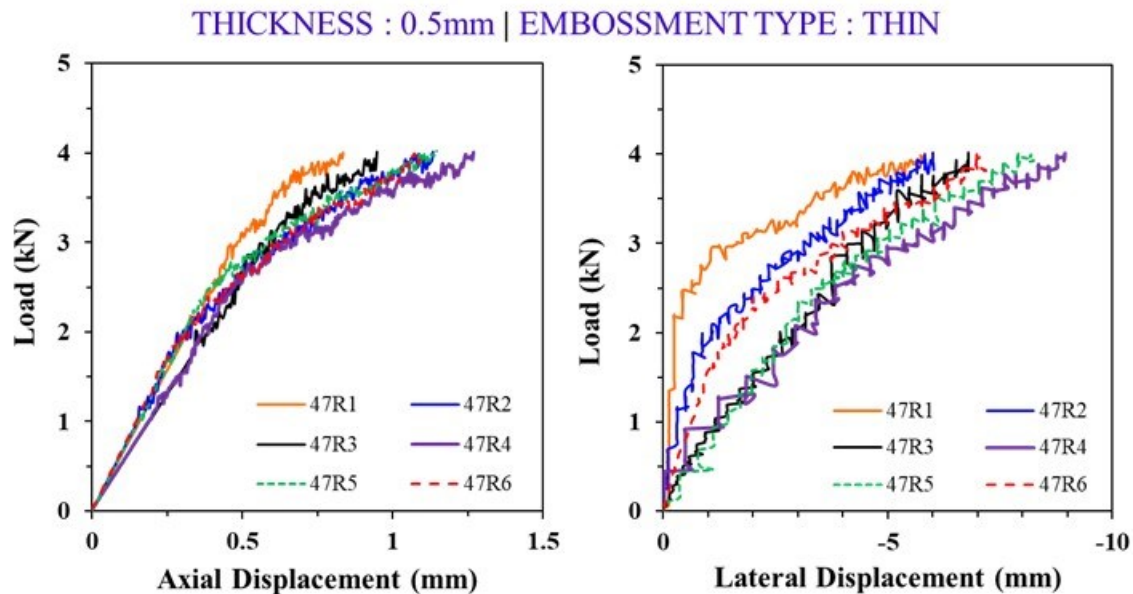 THICKNESS : 0.5mm | EMBOSSMENT TYPE : THIN
5
4
3
2
1
0
Load (kN)
47R1 47R2
47R3 47R4
47R5 47R6
0 0.5 1 1.5
Axial Displacement (mm)
5
4
3
2
1
0
Load (kN)
47R1 47R2
47R3 47R4
47R5 47R6
0 -5 -10
Lateral Displacement (mm)